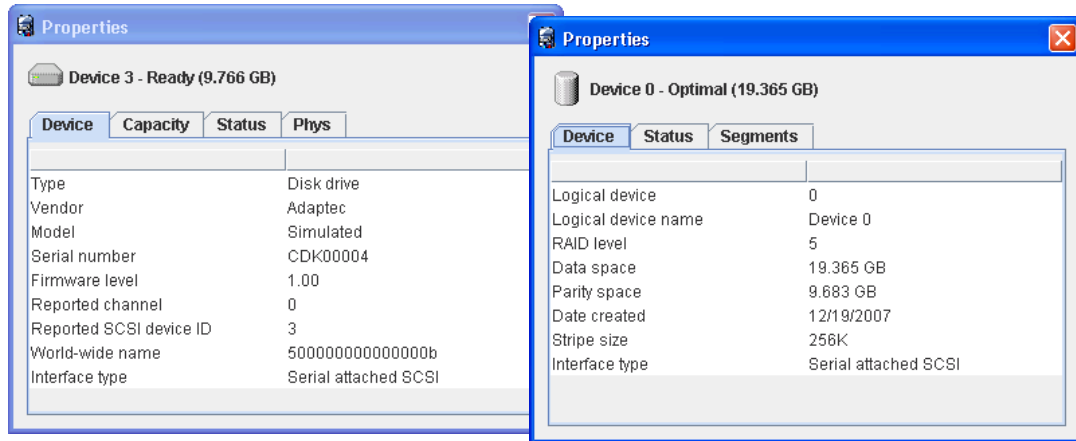 Properties
Device 3 - Ready (9.766 GB)
Device Capacity Status Phys
Type Disk drive
Vendor Adaptec
Model Simulated
Serial number CDK00004
Firmware level 1.00
Reported channel 0
Reported SCSI device ID 3
World-wide name 500000000000000b
Interface type Serial attached SCSI
Properties
Device 0 - Optimal (19.365 GB)
Device Status Segments
Logical device 0
Logical device name Device 0
RAID level 5
Data space 19.365 GB
Parity space 9.683 GB
Date created 12/19/2007
Stripe size 256K
Interface type Serial attached SCSI